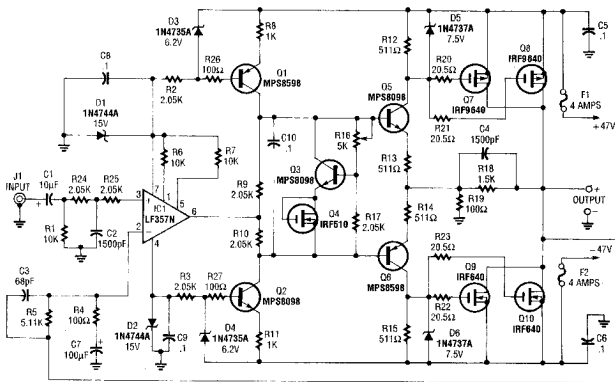 D3
1N4735A
6.2V
R8
1K
R12
511Ω
D5
1N4737A
7.5V
Q8
IRF9640
C5
.1
C8
.1
R2
2.05K
R26
100Ω
Q1
MPS8598
R20
20.5Ω
Q7
IRF9640
F1
4 AMPS
+47V
D1
1N4744A
15V
R6
10K
R7
10K
C10
.1
R16
5K
Q5
MPS8098
R21
20.5Ω
C4
1500pF
J1
INPUT
C1
10µF
R24
2.05K
R25
2.05K
3
7
1
5
IC1
LF357N
6
2
4
R9
2.05K
Q3
MPS8098
R13
511Ω
R18
1.5K
+
OUTPUT
-
R1
10K
C2
1500pF
R10
2.05K
Q4
IRF510
R17
2.05K
R14
511Ω
R19
100Ω
R23
20.5Ω
-47V
C3
68pF
R3
2.05K
R27
100Ω
Q6
MPS8598
Q9
IRF640
F2
4 AMPS
R5
5.11K
R4
100Ω
Q2
MPS8098
R22
20.5Ω
Q10
IRF640
C7
100µF
+
D2
1N4744A
15V
C9
.1
D4
1N4735A
6.2V
R11
1K
R15
511Ω
D6
1N4737A
7.5V
C6
.1